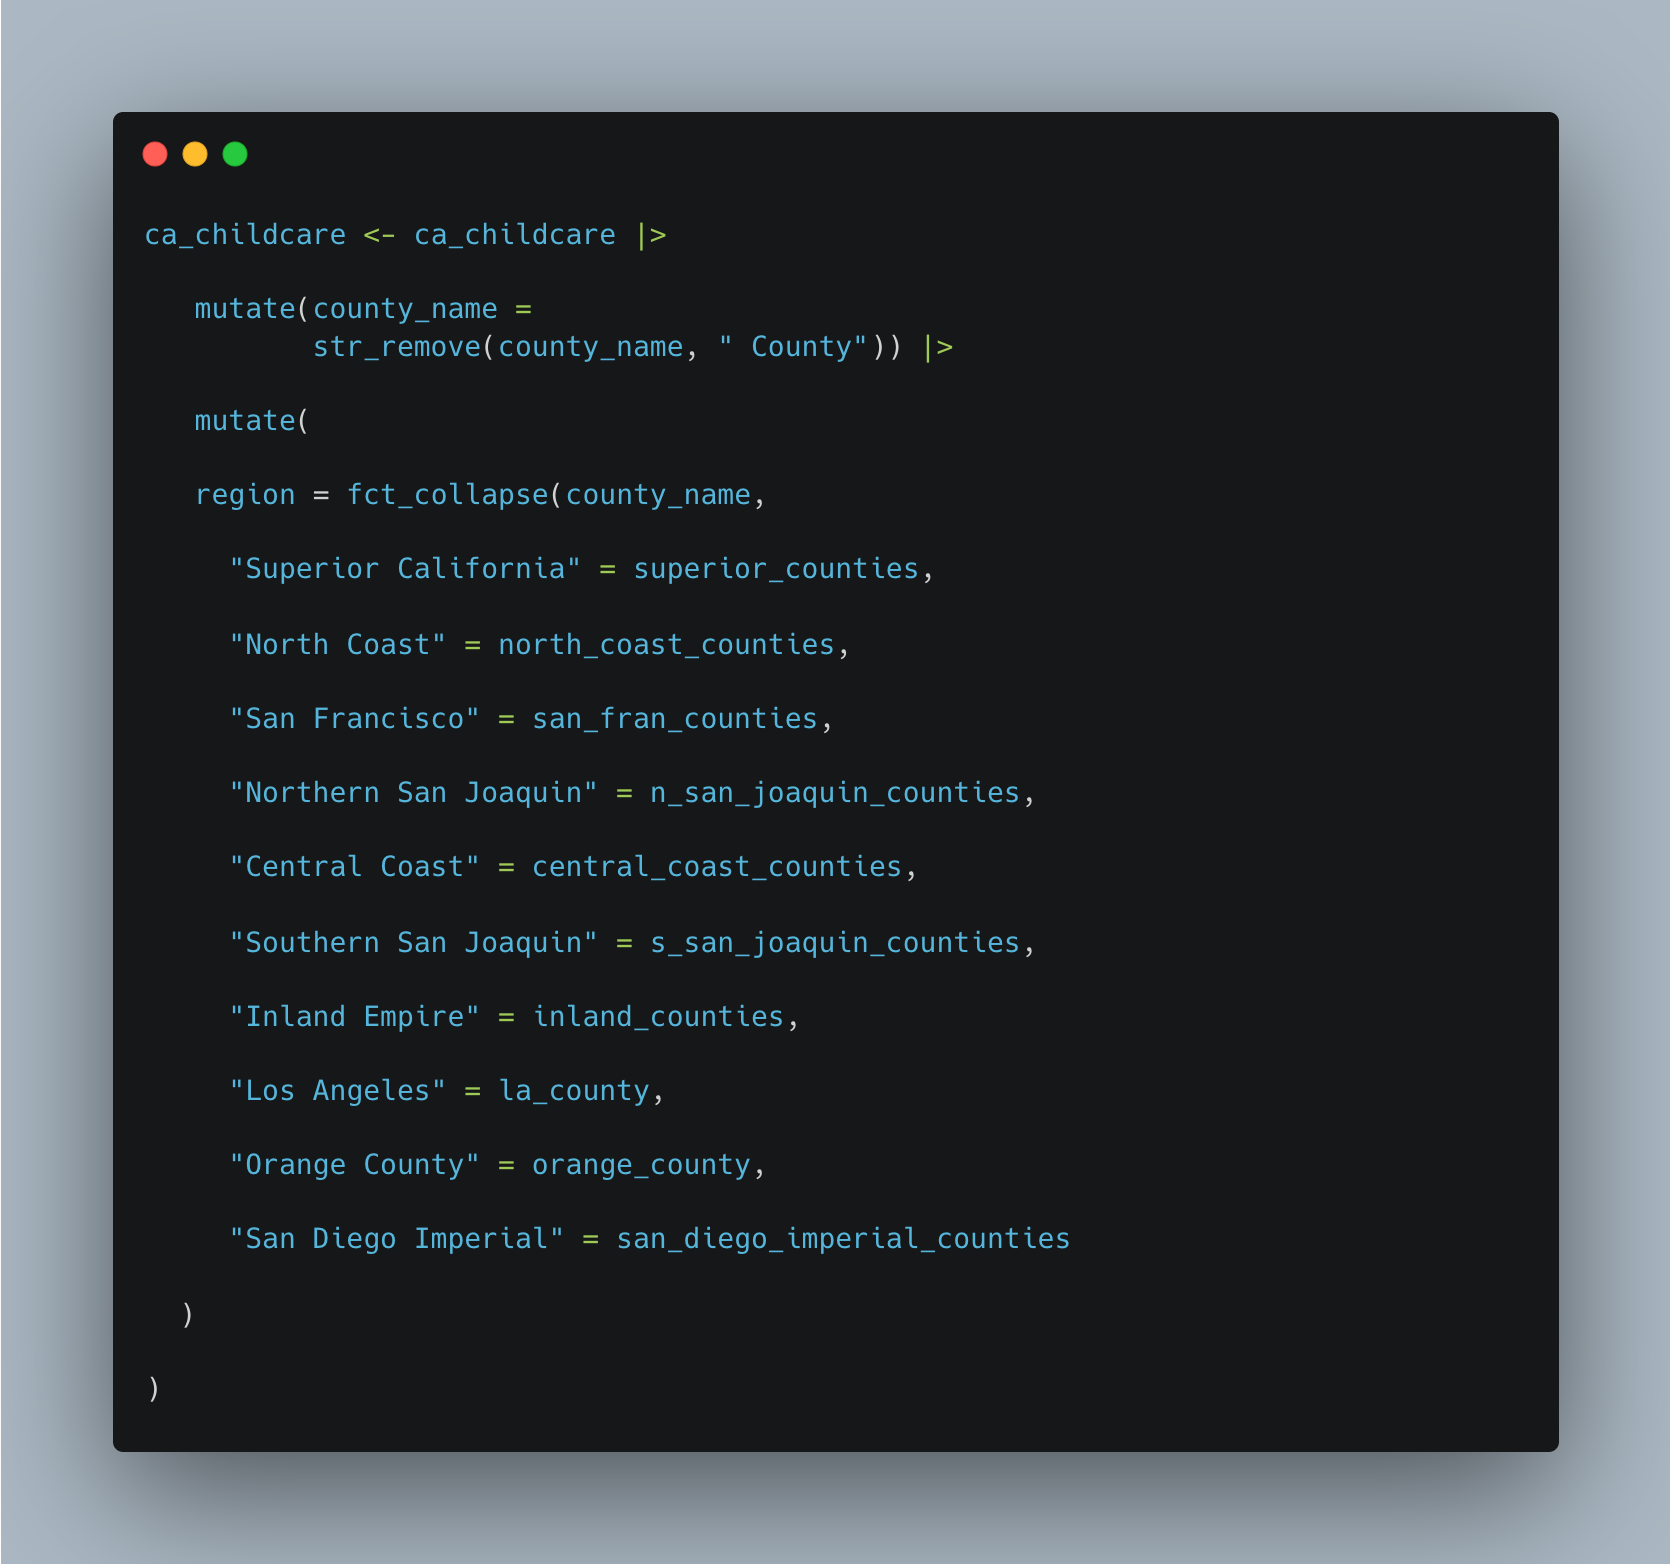 ca_childcare <- ca_childcare |>
mutate(county_name =
str_remove(county_name, " County")) |>
mutate(
region = fct_collapse(county_name,
"Superior California" = superior_counties,
"North Coast" = north_coast_counties,
"San Francisco" = san_fran_counties,
"Northern San Joaquin" = n_san_joaquin_counties,
"Central Coast" = central_coast_counties,
"Southern San Joaquin" = s_san_joaquin_counties,
"Inland Empire" = inland_counties,
"Los Angeles" = la_county,
"Orange County" = orange_county,
"San Diego Imperial" = san_diego_imperial_counties
)
)